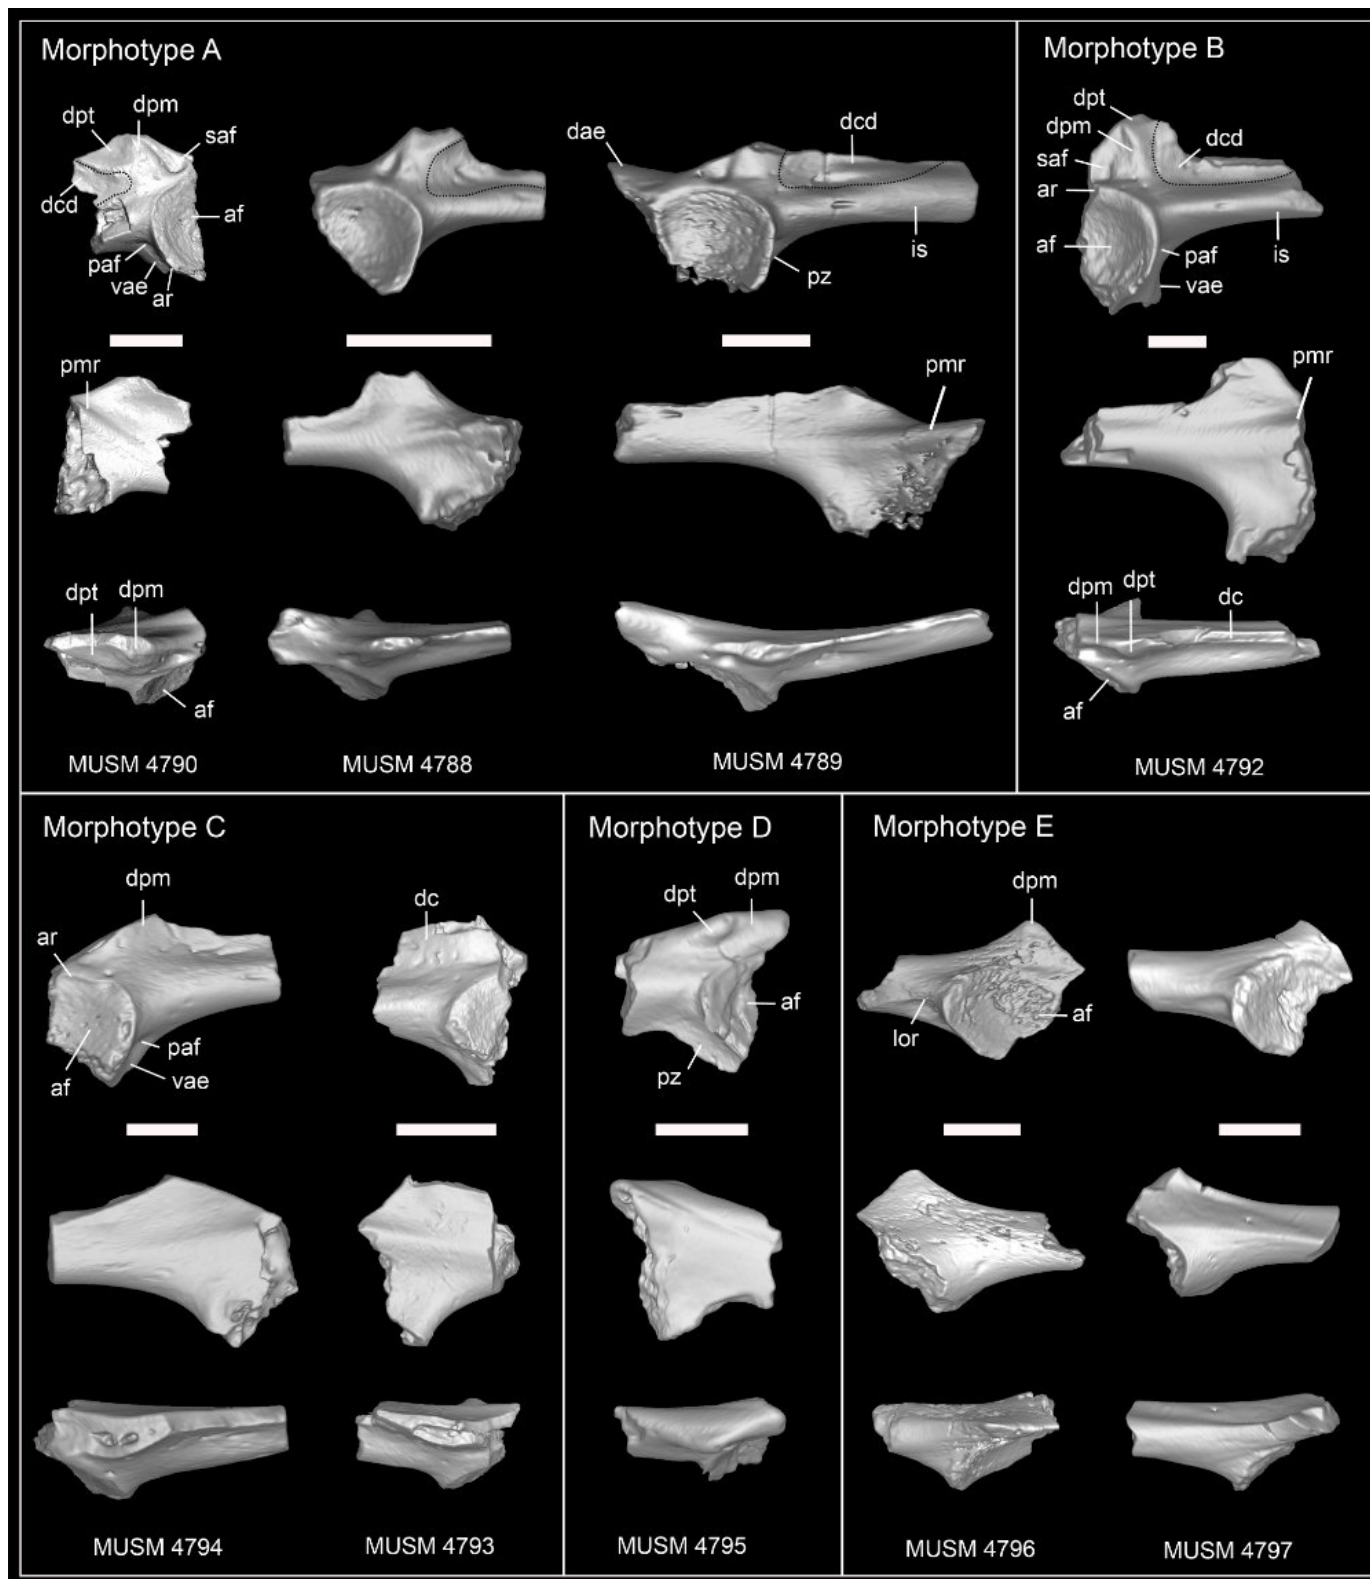 Morphotype A
dpt
dpm
saf
dcd
af
paf
vae
ar
dae
dcd
is
pz
pmr
pmr
dpt
dpm
af
MUSM 4790
MUSM 4788
MUSM 4789
Morphotype B
dpt
dpm
dcd
saf
ar
af
is
paf
vae
pmr
dpm
dpt
dc
af
MUSM 4792
Morphotype C
dpm
dc
ar
paf
af
vae
MUSM 4794
MUSM 4793
Morphotype D
dpm
dpt
af
pz
MUSM 4795
Morphotype E
dpm
af
lor
MUSM 4796
MUSM 4797